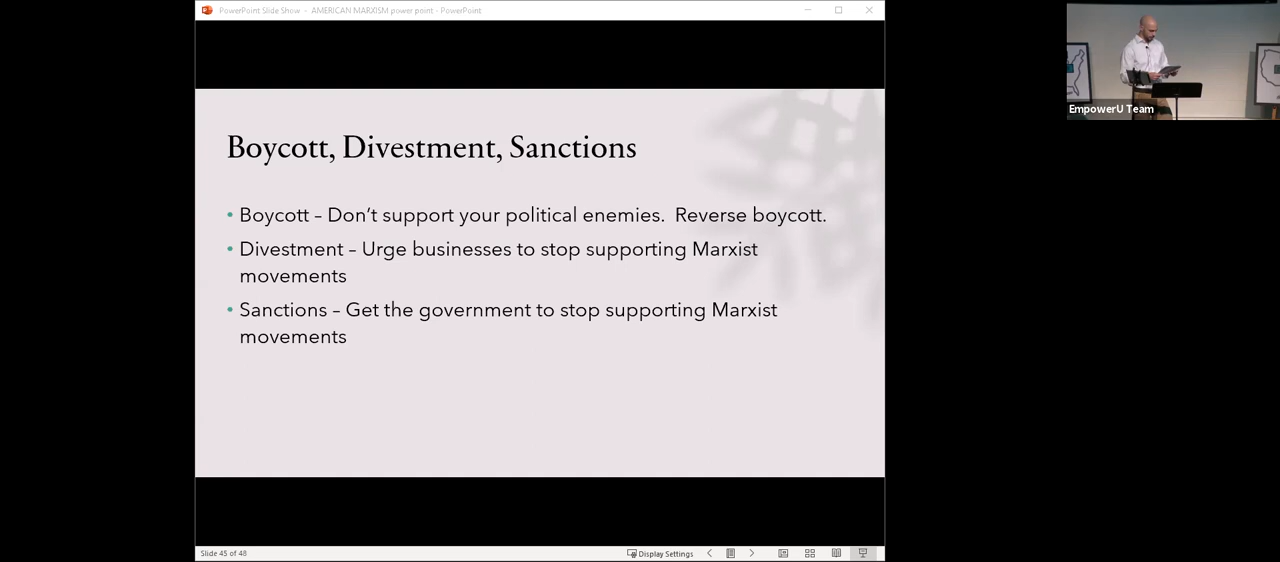 PowerPoint Slide Show - AMERICAN MARXISM power point - PowerPoint
EmpowerU Team
Boycott, Divestment, Sanctions
• Boycott – Don't support your political enemies.  Reverse boycott.
• Divestment – Urge businesses to stop supporting Marxist
movements
• Sanctions – Get the government to stop supporting Marxist
movements
Slide 45 of 48
Display Settings